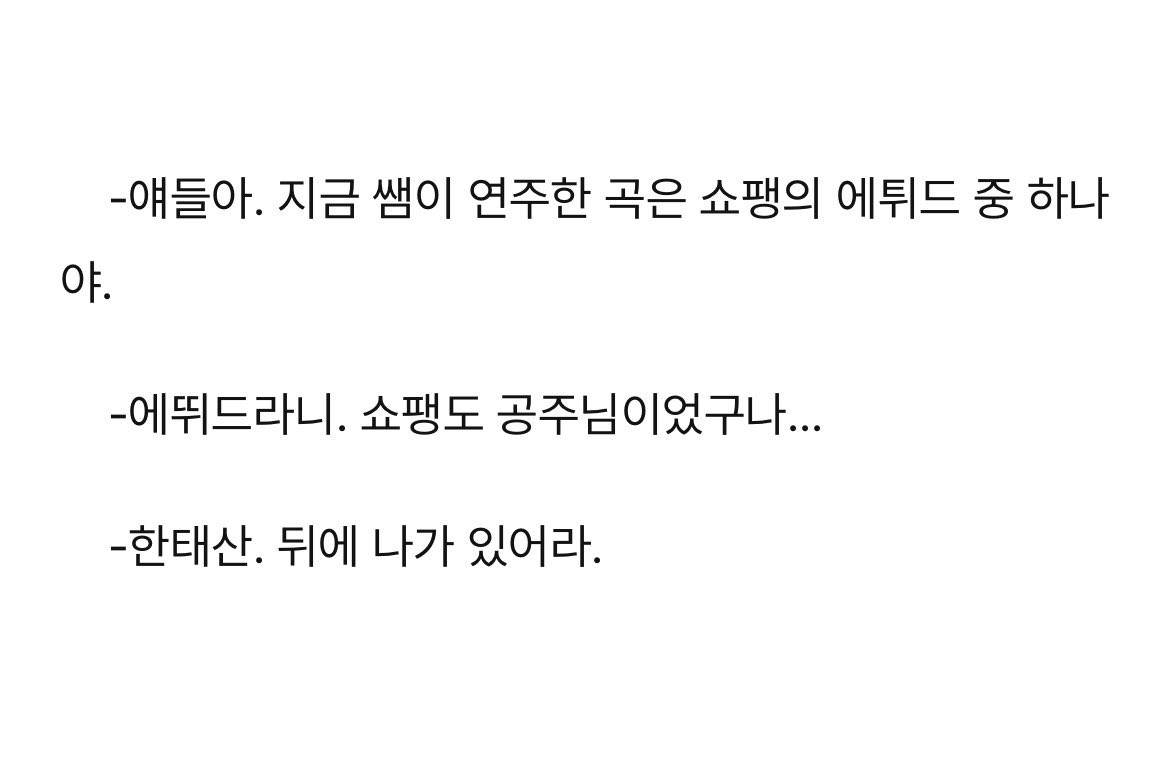 -얘들아. 지금 쌤이 연주한 곡은 쇼팽의 에튀드 중 하나
야.
-에뛰드라니. 쇼팽도 공주님이었구나...
-한태산. 뒤에 나가 있어라.